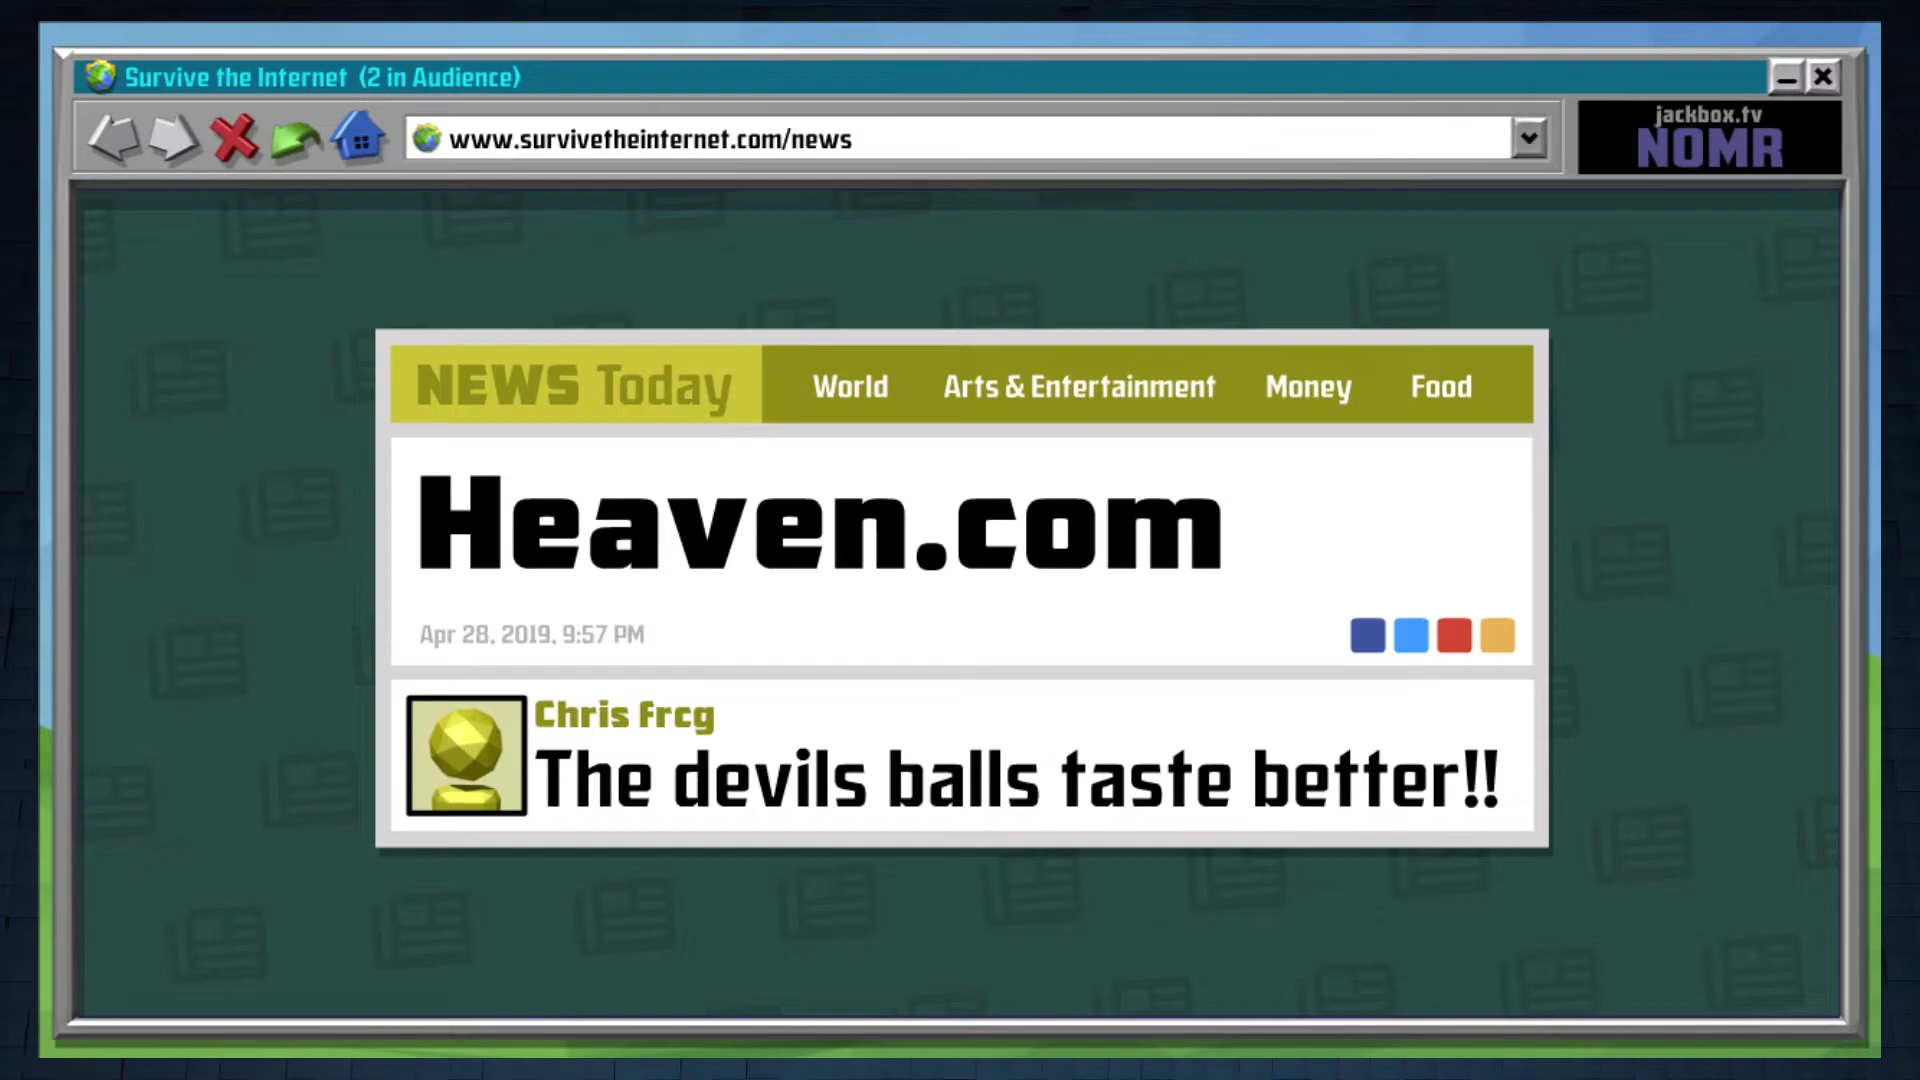 Survive the Internet (2 in Audience)
www.survivetheinternet.com/news
jackbox.tv
NOMR
NEWS Today World Arts & Entertainment Money Food
Heaven.com
Apr 28, 2019, 9:57 PM
Chris Frcg
The devils balls taste better!!